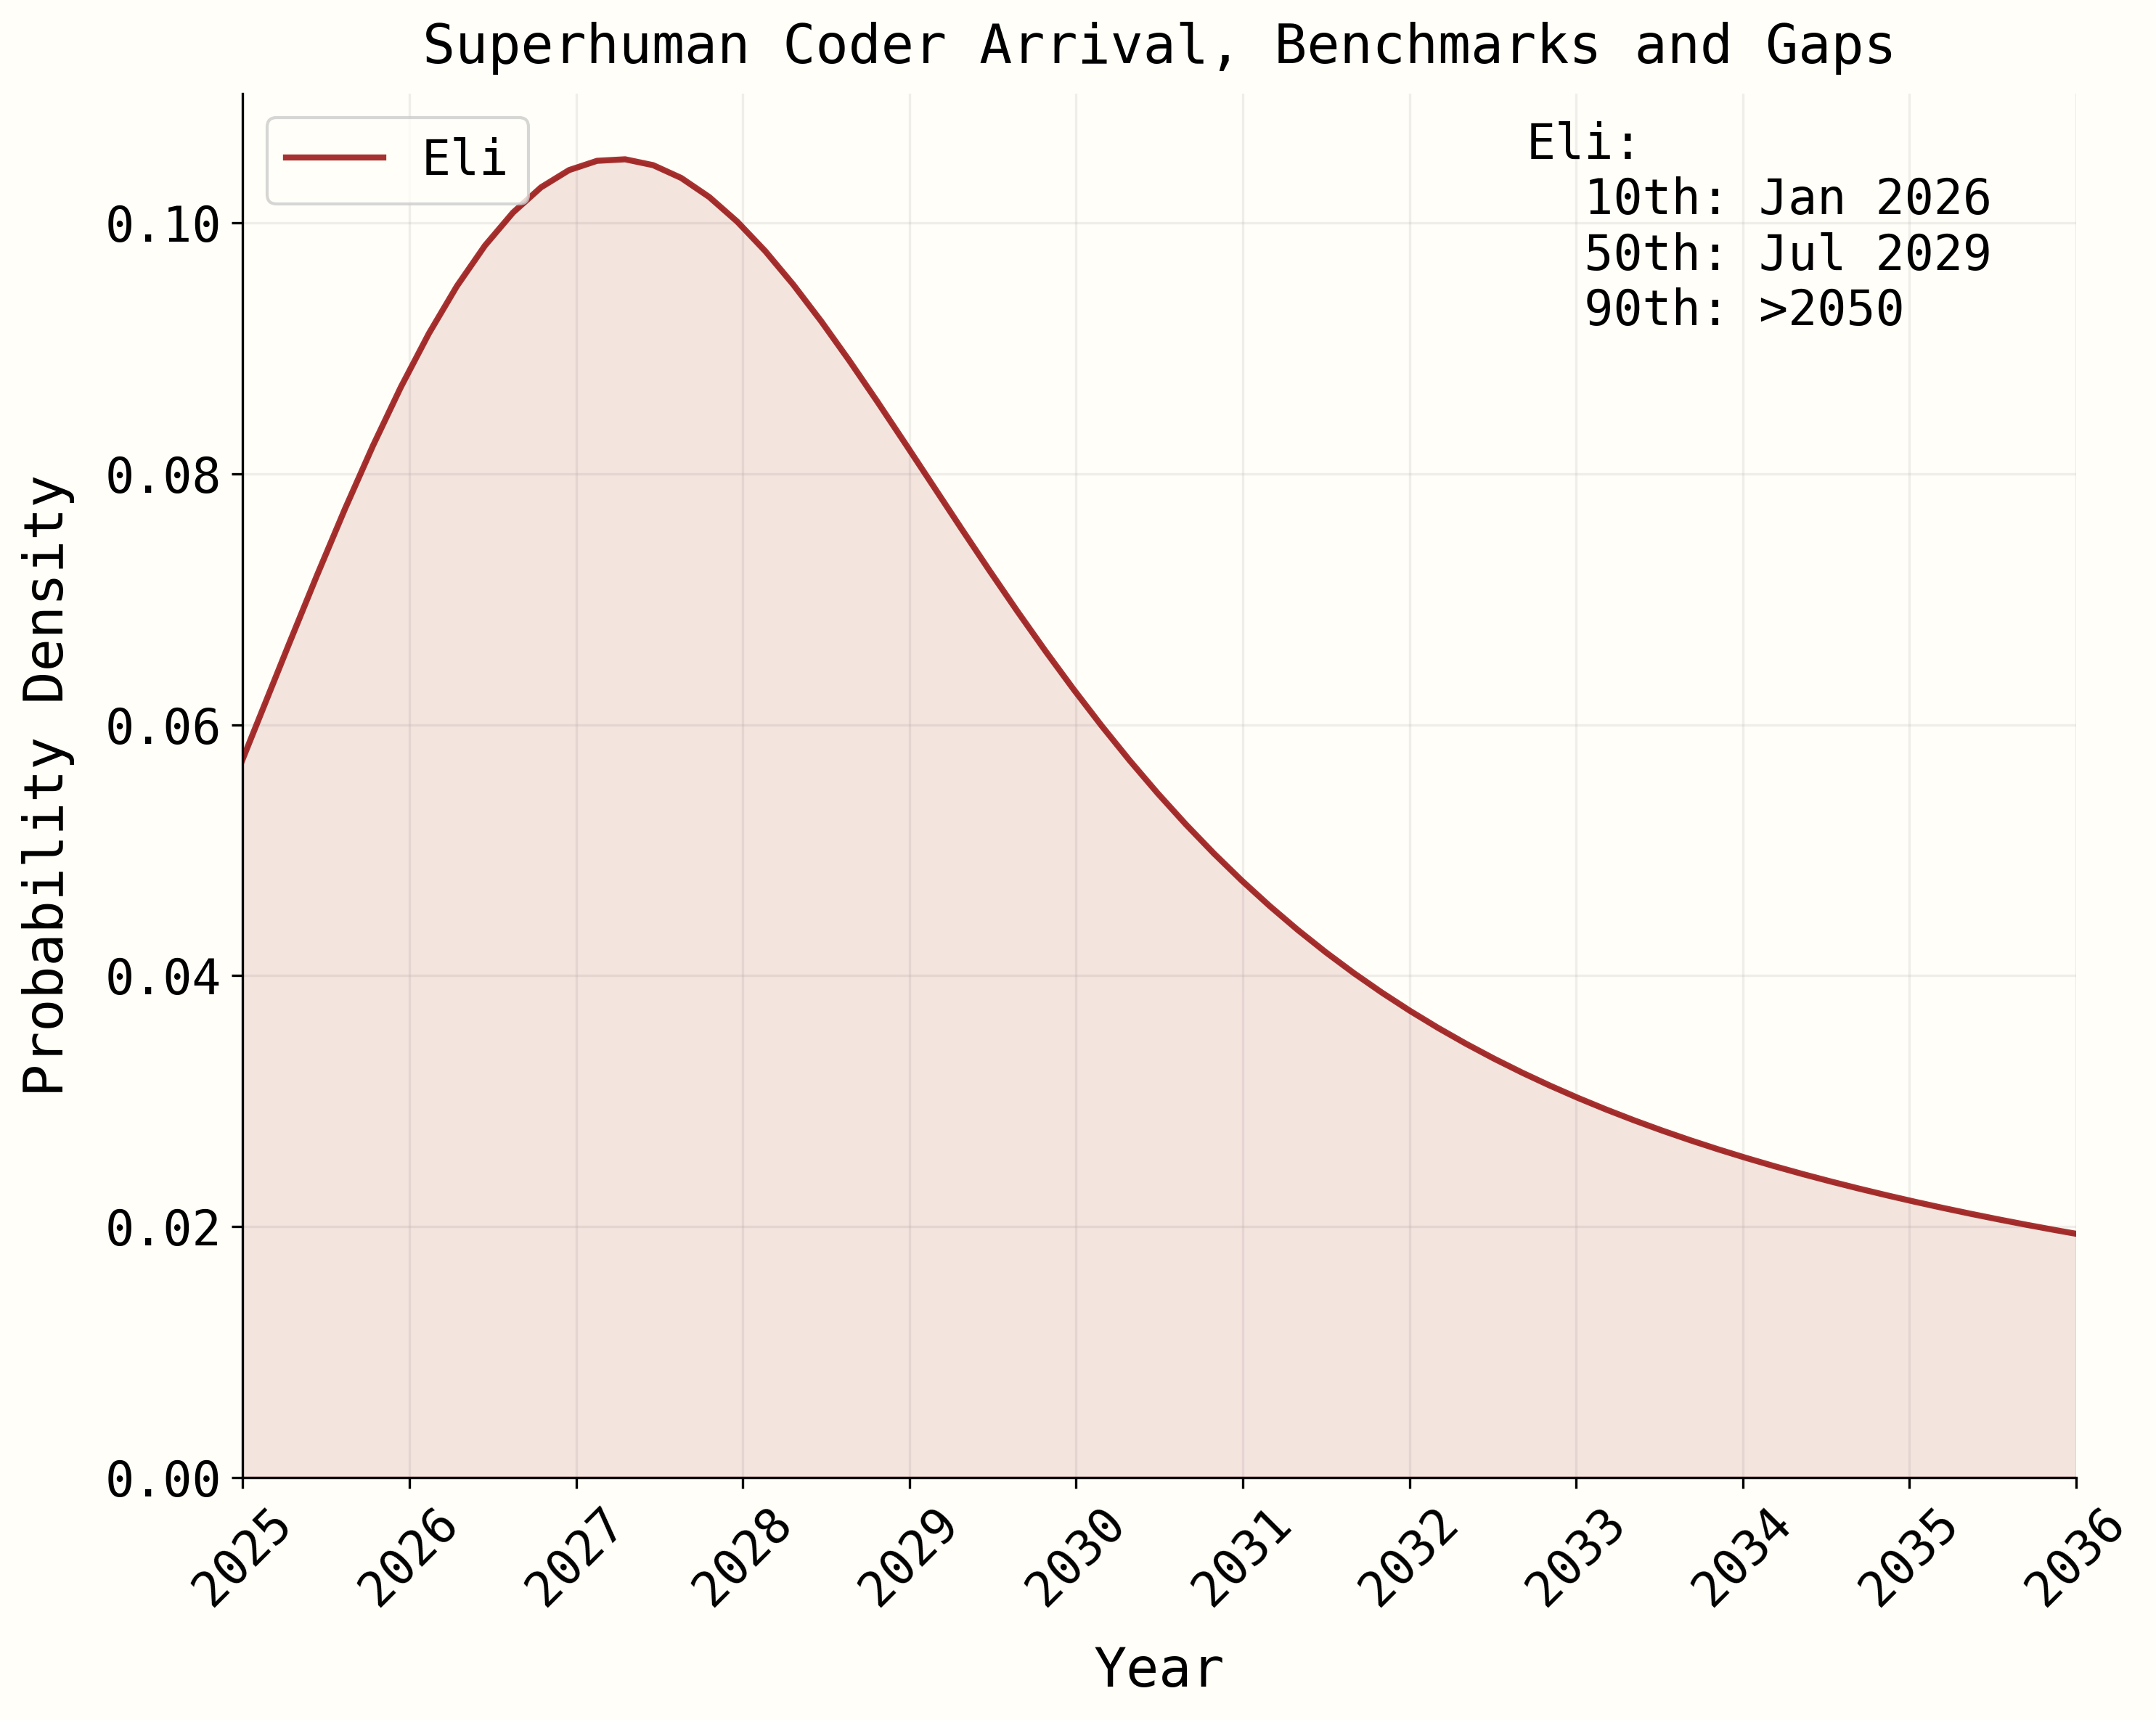 Superhuman Coder Arrival, Benchmarks and Gaps
Eli
Eli:
10th: Jan 2026
50th: Jul 2029
90th: >2050
Probability Density
0.10
0.08
0.06
0.04
0.02
0.00
2025
2026
2027
2028
2029
2030
2031
2032
2033
2034
2035
2036
Year